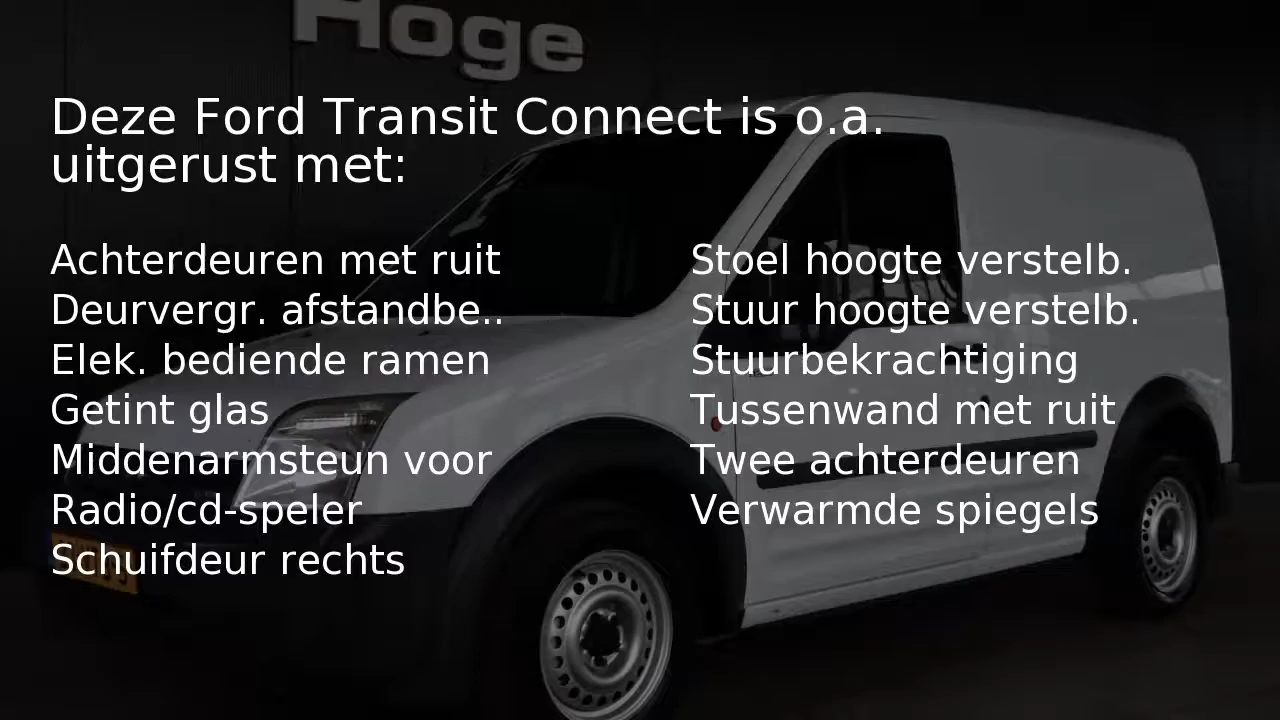 Hoge
Deze Ford Transit Connect is o.a.
uitgerust met:
Achterdeuren met ruit
Deurvergr. afstandbe..
Elek. bediende ramen
Getint glas
Middenarmsteun voor
Radio/cd-speler
Schuifdeur rechts
Stoel hoogte verstelb.
Stuur hoogte verstelb.
Stuurbekrachtiging
Tussenwand met ruit
Twee achterdeuren
Verwarmde spiegels